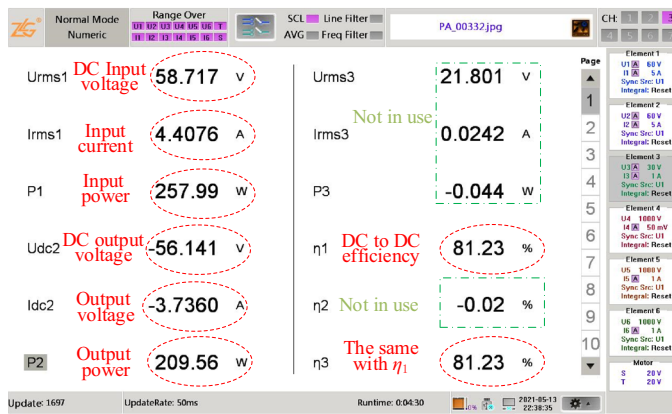 ZLG
Normal Mode
Numeric
Range Over
U1 U2 U3 U4 U5 U6 T
I1 I2 I3 I4 I5 I6 S
SCL Line Filter
AVG Freq Filter
PA_00332.jpg
CH: 1 2 3
4 5 6 7
Urms1 DC Input voltage 58.717 V
Irms1 Input current 4.4076 A
P1 Input power 257.99 W
Udc2 DC output voltage -56.141 V
Idc2 Output voltage -3.7360 A
P2 Output power 209.56 W
Urms3 21.801 V
Not in use
Irms3 0.0242 A
P3 -0.044 W
η1 DC to DC efficiency 81.23 %
η2 Not in use -0.02 %
η3 The same with η1 81.23 %
Page
1
2
3
4
5
6
7
8
9
10
Element 1
U1 A 60 V
I1 A 5 A
Sync Src: U1
Integral: Reset
Element 2
U2 A 60 V
I2 A 5 A
Sync Src: U1
Integral: Reset
Element 3
U3 A 30 V
I3 A 1 A
Sync Src: U1
Integral: Reset
Element 4
U4 1000 V
I4 A 50 mV
Sync Src: U1
Integral: Reset
Element 5
U5 1000 V
I5 A 1 A
Sync Src: U1
Integral: Reset
Element 6
U6 1000 V
I6 A 1 A
Sync Src: U1
Integral: Reset
Motor
S 20 V
T 20 V
Update: 1697
UpdateRate: 50ms
Runtime: 0:04:30
0%
2021-05-13
22:38:35